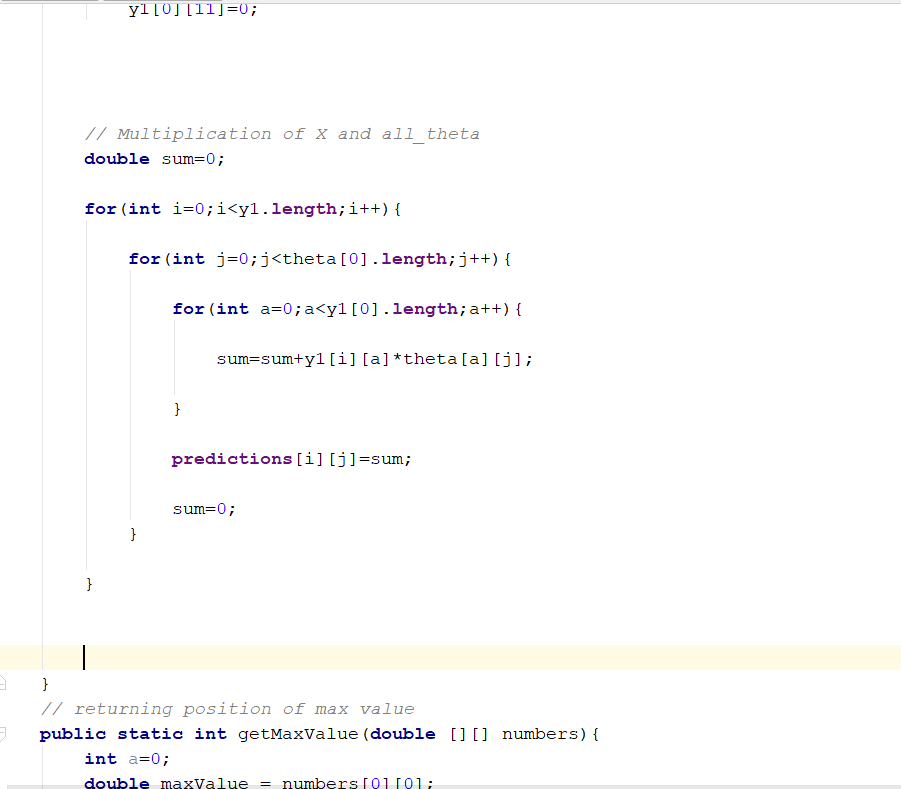 y1[0][11]=0;
// Multiplication of X and all_theta
double sum=0;
for(int i=0;i<y1.length;i++){
for(int j=0;j<theta[0].length;j++){
for(int a=0;a<y1[0].length;a++){
sum=sum+y1[i][a]*theta[a][j];
}
predictions[i][j]=sum;
sum=0;
}
}
}
// returning position of max value
public static int getMaxValue(double [][] numbers){
int a=0;
double maxValue = numbers[0][0];